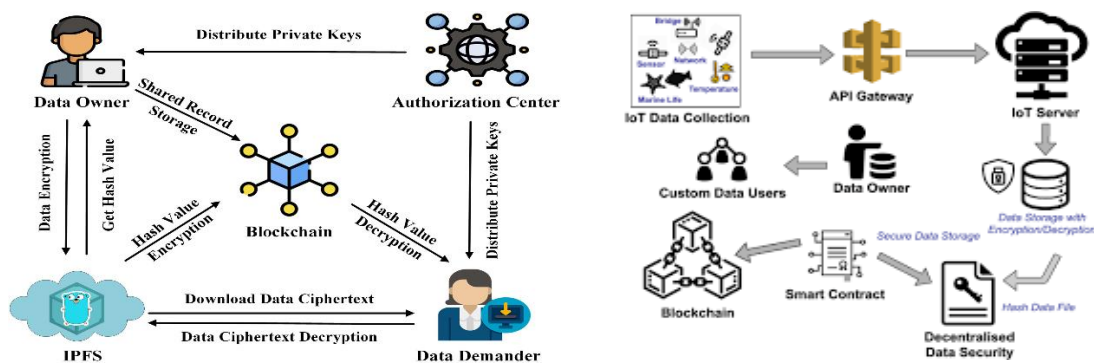 Distribute Private Keys
Data Owner
Authorization Center
Shared Record
Storage
Data Encryption
Get Hash Value
Blockchain
Distribute Private Keys
Hash Value
Encryption
Hash Value
Decryption
Download Data Ciphertext
Data Ciphertext Decryption
IPFS
Data Demander
Bridge
Sensor
Network
Temperature
Marine Life
IoT Data Collection
API Gateway
IoT Server
Custom Data Users
Data Owner
Data Storage with
Encryption/Decryption
Secure Data Storage
Smart Contract
Blockchain
Hash Data File
Decentralised
Data Security